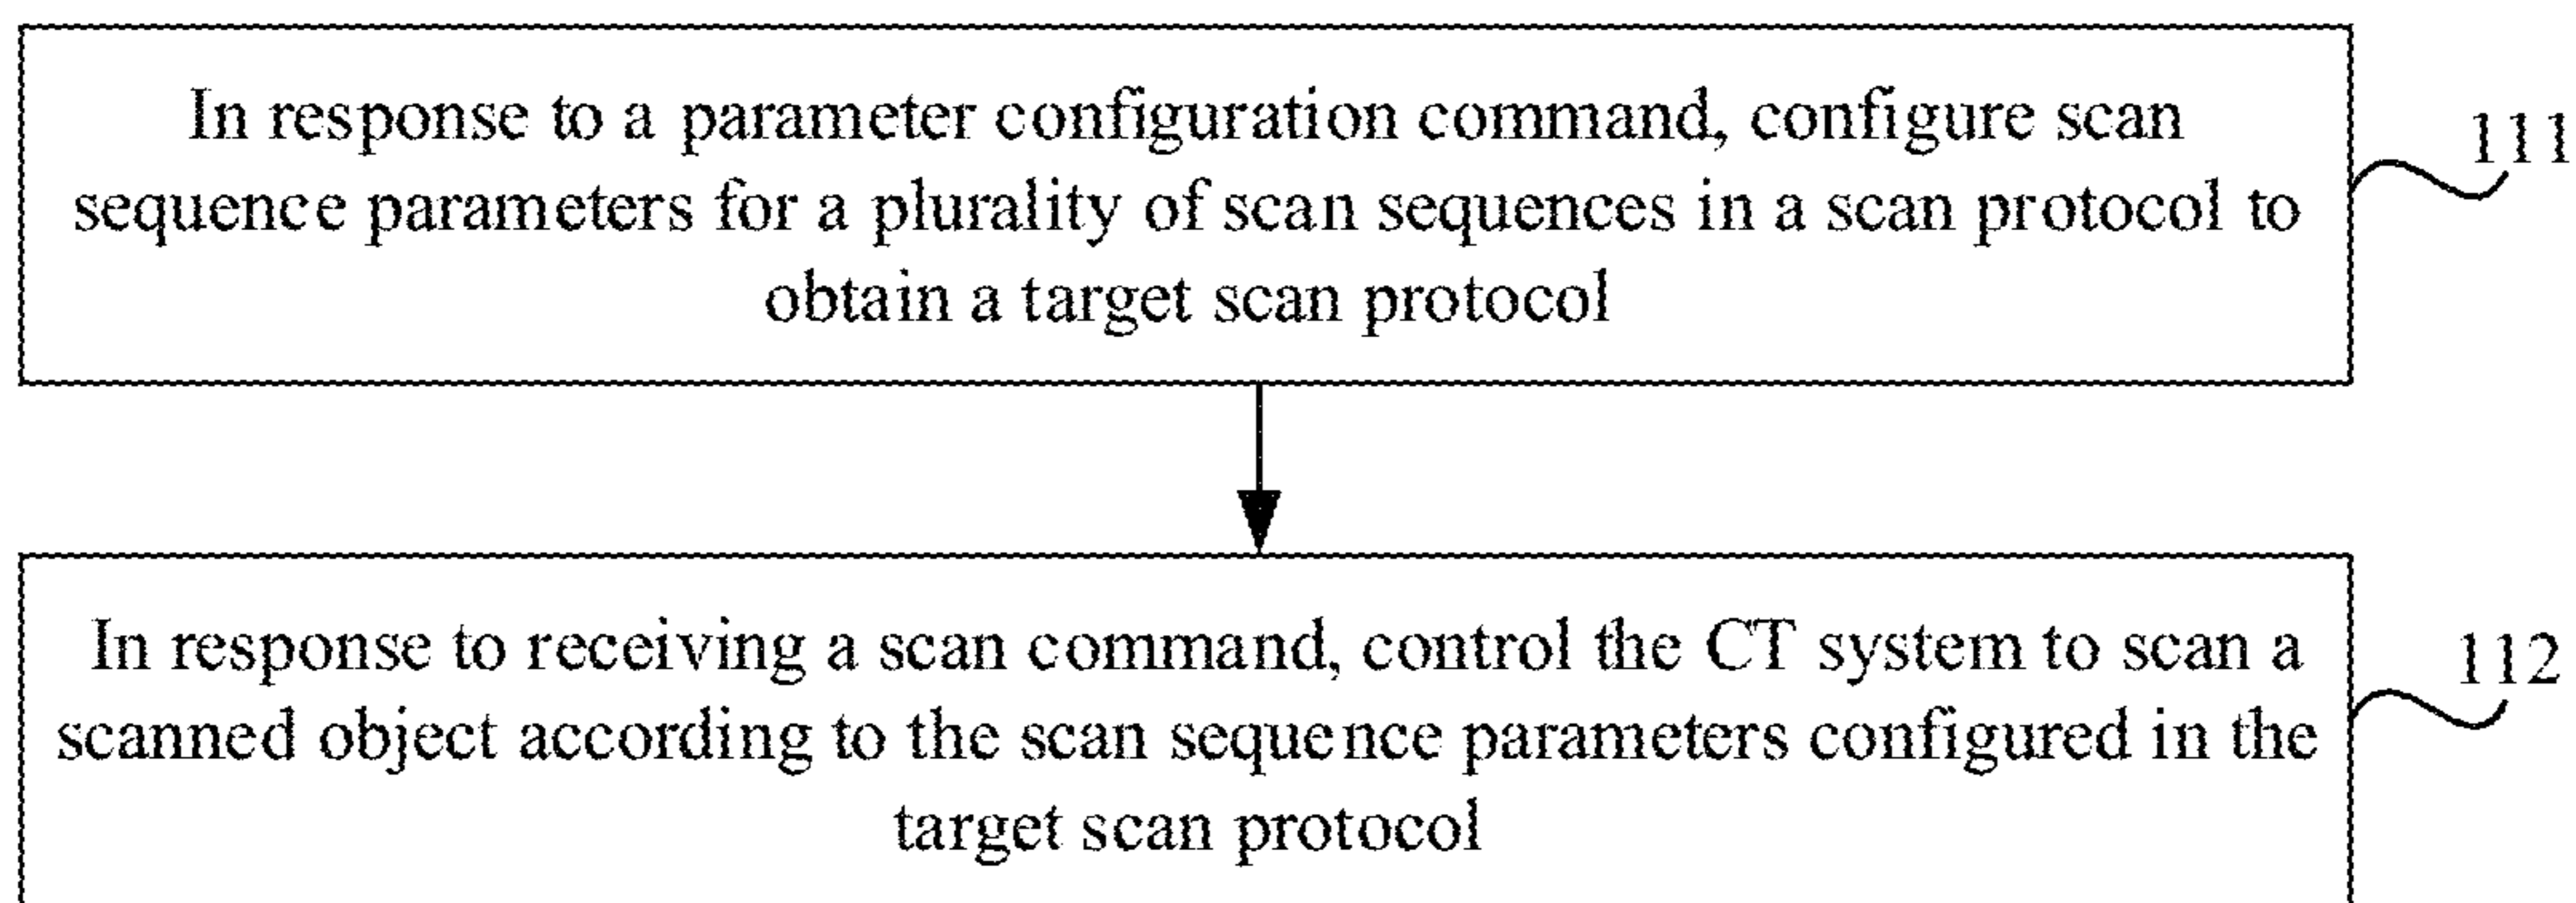 In response to a parameter configuration command, configure scan
sequence parameters for a plurality of scan sequences in a scan protocol to
obtain a target scan protocol
111
In response to receiving a scan command, control the CT system to scan a
scanned object according to the scan sequence parameters configured in the
target scan protocol
112